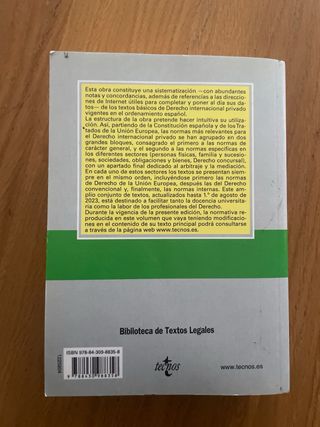 Esta obra constituye una sistematización —con abundantes
notas y concordancias, además de referencias a las direccio-
nes de Internet útiles para completar y poner al día sus da-
tos— de los textos básicos de Derecho internacional privado
vigentes en el ordenamiento español.
La estructura de la obra pretende hacer intuitiva su utiliza-
ción. Así, partiendo de la Constitución española y de los Tra-
tados de la Unión Europea, las normas más relevantes para
el Derecho internacional privado se han agrupado en dos
grandes bloques, consagrado el primero a las normas de
carácter general, y el segundo a las normas específicas en
los diferentes sectores (personas físicas, familia y sucesio-
nes, sociedades, obligaciones y bienes, Derecho concursal),
con un apartado final dedicado al arbitraje y la mediación.
En cada uno de estos sectores los textos se presentan siem-
pre en el mismo orden, incluyéndose primero las normas
de Derecho de la Unión Europea, después las del Derecho
convencional y, finalmente, las normas internas. Este am-
plio conjunto de textos, actualizados hasta 1.º de agosto de
2023, está destinado a facilitar tanto la docencia universita-
ria como la labor de los profesionales del Derecho.
Durante la vigencia de la presente edición, la normativa re-
producida en este volumen que vaya teniendo modificacio-
nes en el contenido de su texto principal podrá consultarse
a través de la página web www.tecnos.es.
Biblioteca de Textos Legales
ISBN 978-84-309-8835-8
9 788430 988358
1229804
tecnos
www.tecnos.es